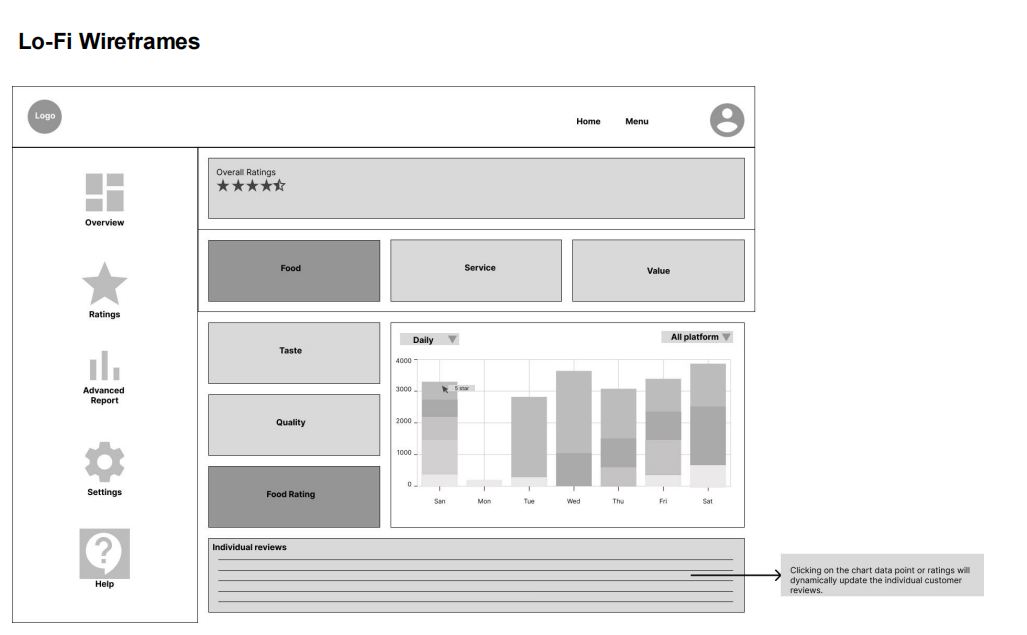 Lo-Fi Wireframes
Logo
Home
Menu
Overview
Ratings
Advanced
Report
Settings
Help
Overall Ratings
Food
Service
Value
Taste
Quality
Food Rating
Daily
All platform
4000
3000
2000
1000
0
5 star
San
Mon
Tue
Wed
Thu
Fri
Sat
Individual reviews
Clicking on the chart data point or ratings will
dynamically update the individual customer
reviews.